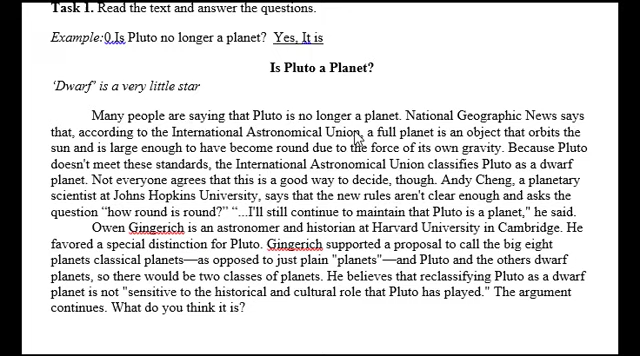 Task 1. Read the text and answer the questions.
Example:0.Is Pluto no longer a planet? Yes, It is
Is Pluto a Planet?
‘Dwarf’ is a very little star
Many people are saying that Pluto is no longer a planet. National Geographic News says
that, according to the International Astronomical Union, a full planet is an object that orbits the
sun and is large enough to have become round due to the force of its own gravity. Because Pluto
doesn't meet these standards, the International Astronomical Union classifies Pluto as a dwarf
planet. Not everyone agrees that this is a good way to decide, though. Andy Cheng, a planetary
scientist at Johns Hopkins University, says that the new rules aren't clear enough and asks the
question “how round is round?” “...I'll still continue to maintain that Pluto is a planet," he said.
Owen Gingerich is an astronomer and historian at Harvard University in Cambridge. He
favored a special distinction for Pluto. Gingerich supported a proposal to call the big eight
planets classical planets—as opposed to just plain "planets"—and Pluto and the others dwarf
planets, so there would be two classes of planets. He believes that reclassifying Pluto as a dwarf
planet is not "sensitive to the historical and cultural role that Pluto has played." The argument
continues. What do you think it is?